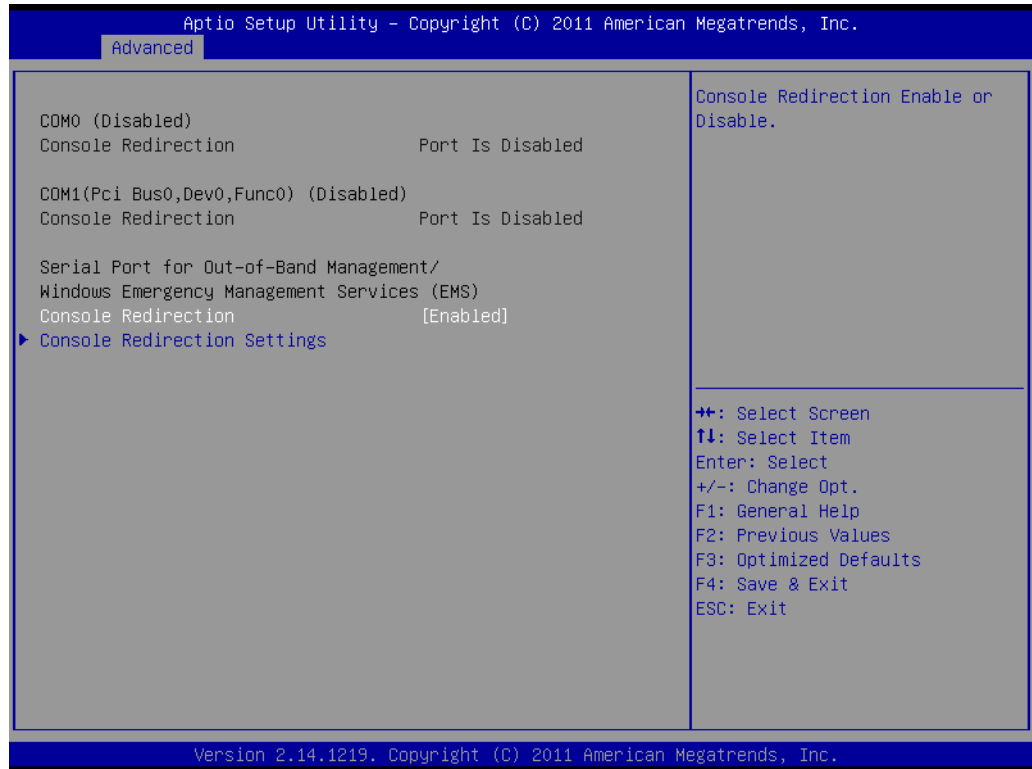 Aptio Setup Utility – Copyright (C) 2011 American Megatrends, Inc.
Advanced
COM0 (Disabled)
Console Redirection Port Is Disabled
COM1(Pci Bus0,Dev0,Func0) (Disabled)
Console Redirection Port Is Disabled
Serial Port for Out-of-Band Management/
Windows Emergency Management Services (EMS)
Console Redirection [Enabled]
Console Redirection Settings
Console Redirection Enable or
Disable.
→←: Select Screen
↑↓: Select Item
Enter: Select
+/-: Change Opt.
F1: General Help
F2: Previous Values
F3: Optimized Defaults
F4: Save & Exit
ESC: Exit
Version 2.14.1219. Copyright (C) 2011 American Megatrends, Inc.